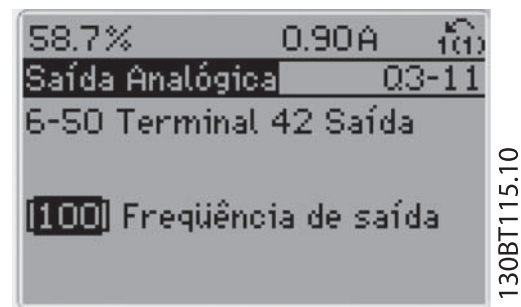 58.7% 0.90A 1(1)
Saída Analógica Q3-11
6-50 Terminal 42 Saída
[100] Freqüência de saída
130BT115.10